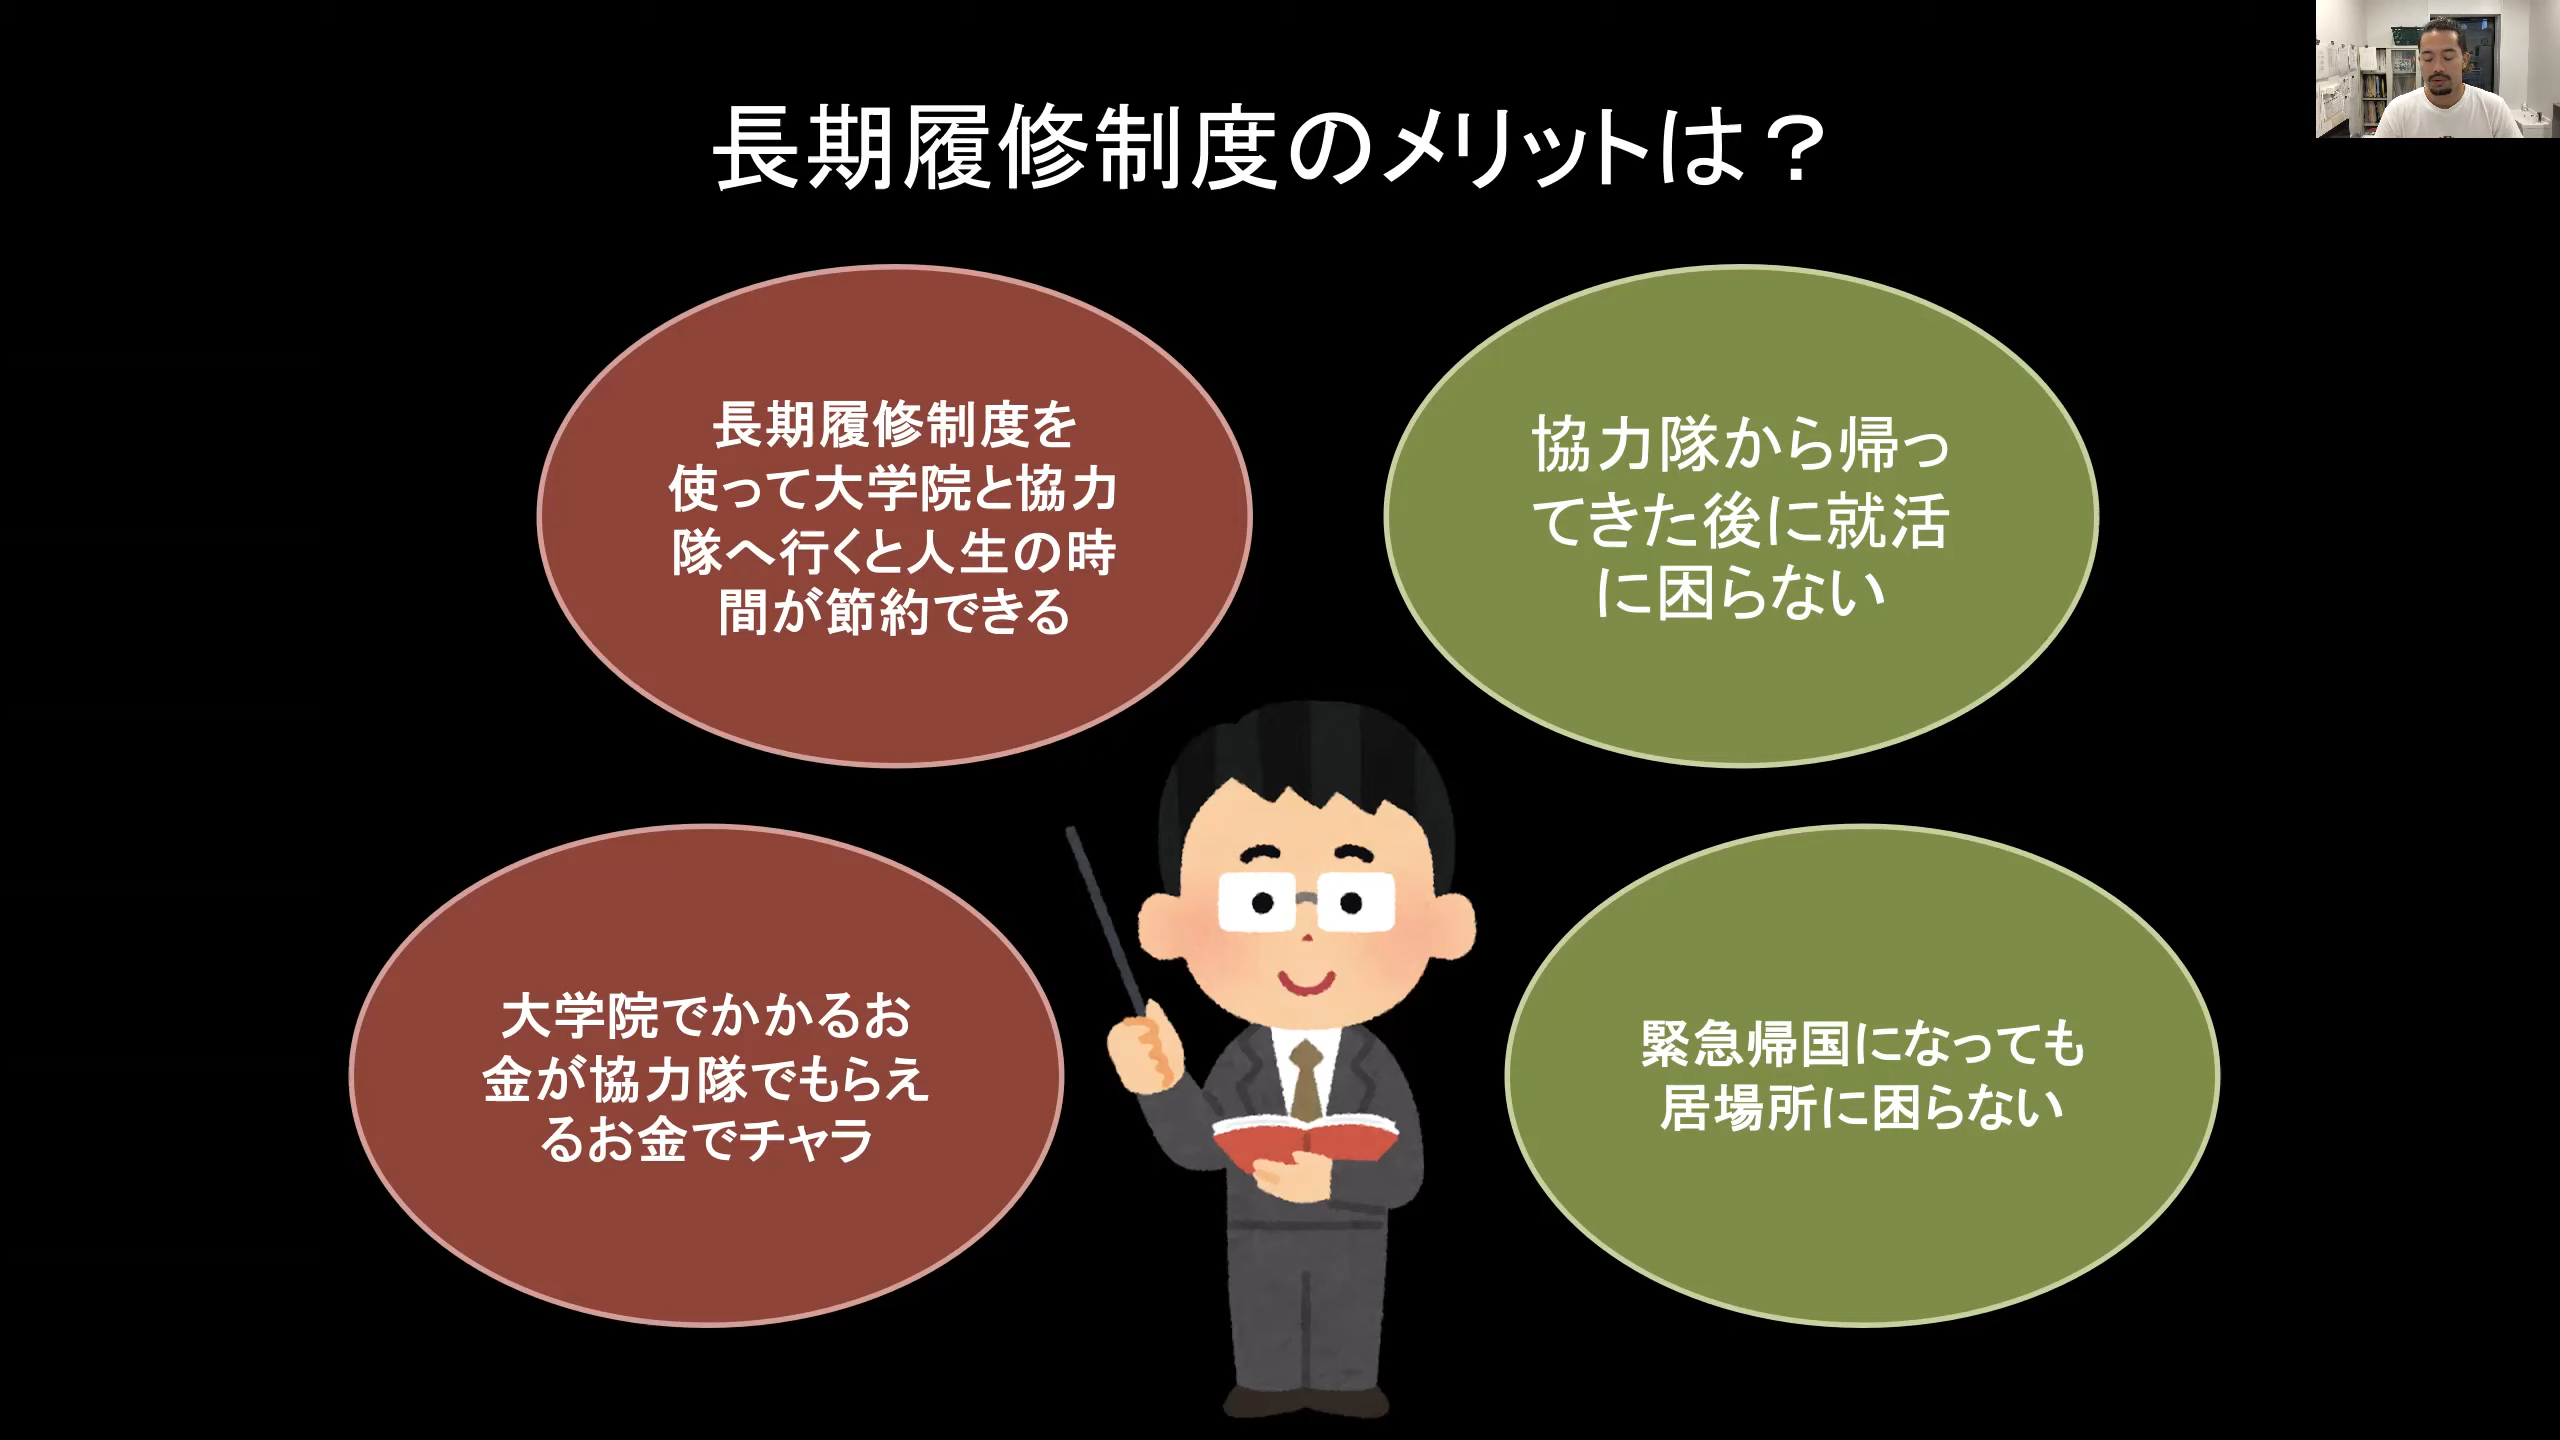 長期履修制度のメリットは？
長期履修制度を
使って大学院と協力
隊へ行くと人生の時
間が節約できる
協力隊から帰っ
てきた後に就活
に困らない
大学院でかかるお
金が協力隊でもらえ
るお金でチャラ
緊急帰国になっても
居場所に困らない